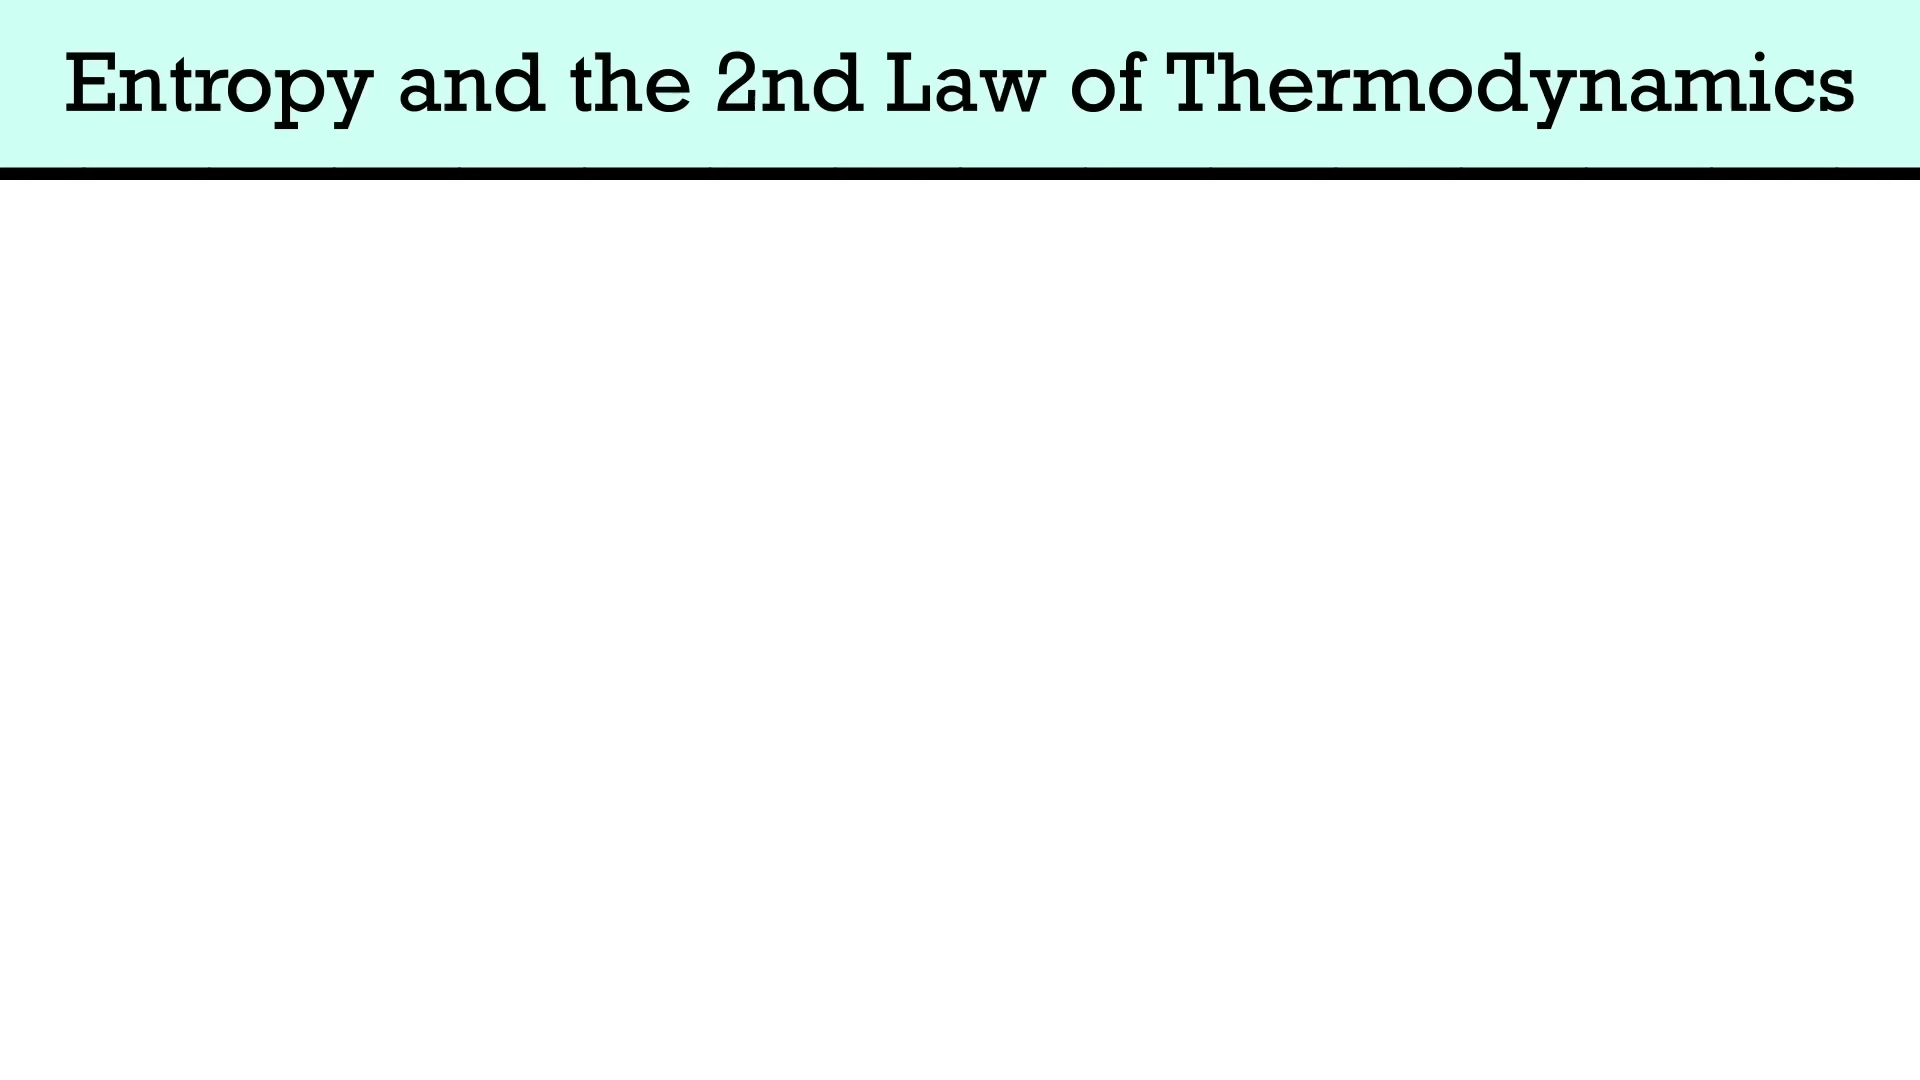 Entropy and the 2nd Law of Thermodynamics